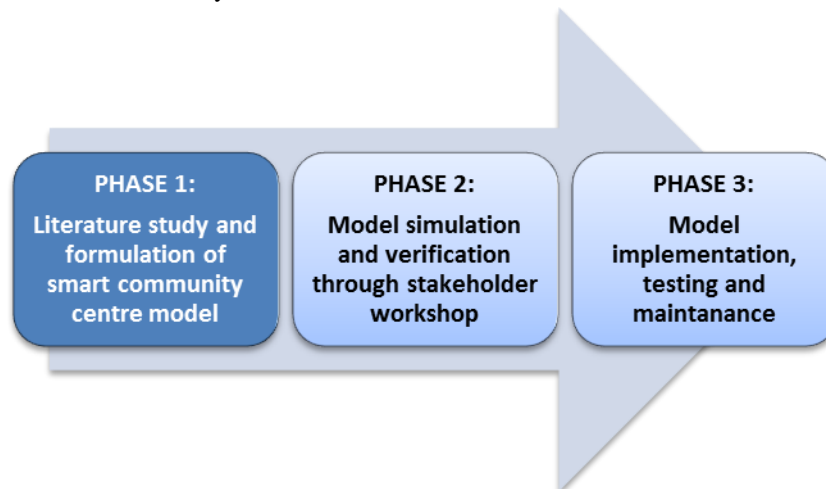 PHASE 1:
Literature study and
formulation of
smart community
centre model
PHASE 2:
Model simulation
and verification
through stakeholder
workshop
PHASE 3:
Model
implementation,
testing and
maintanance